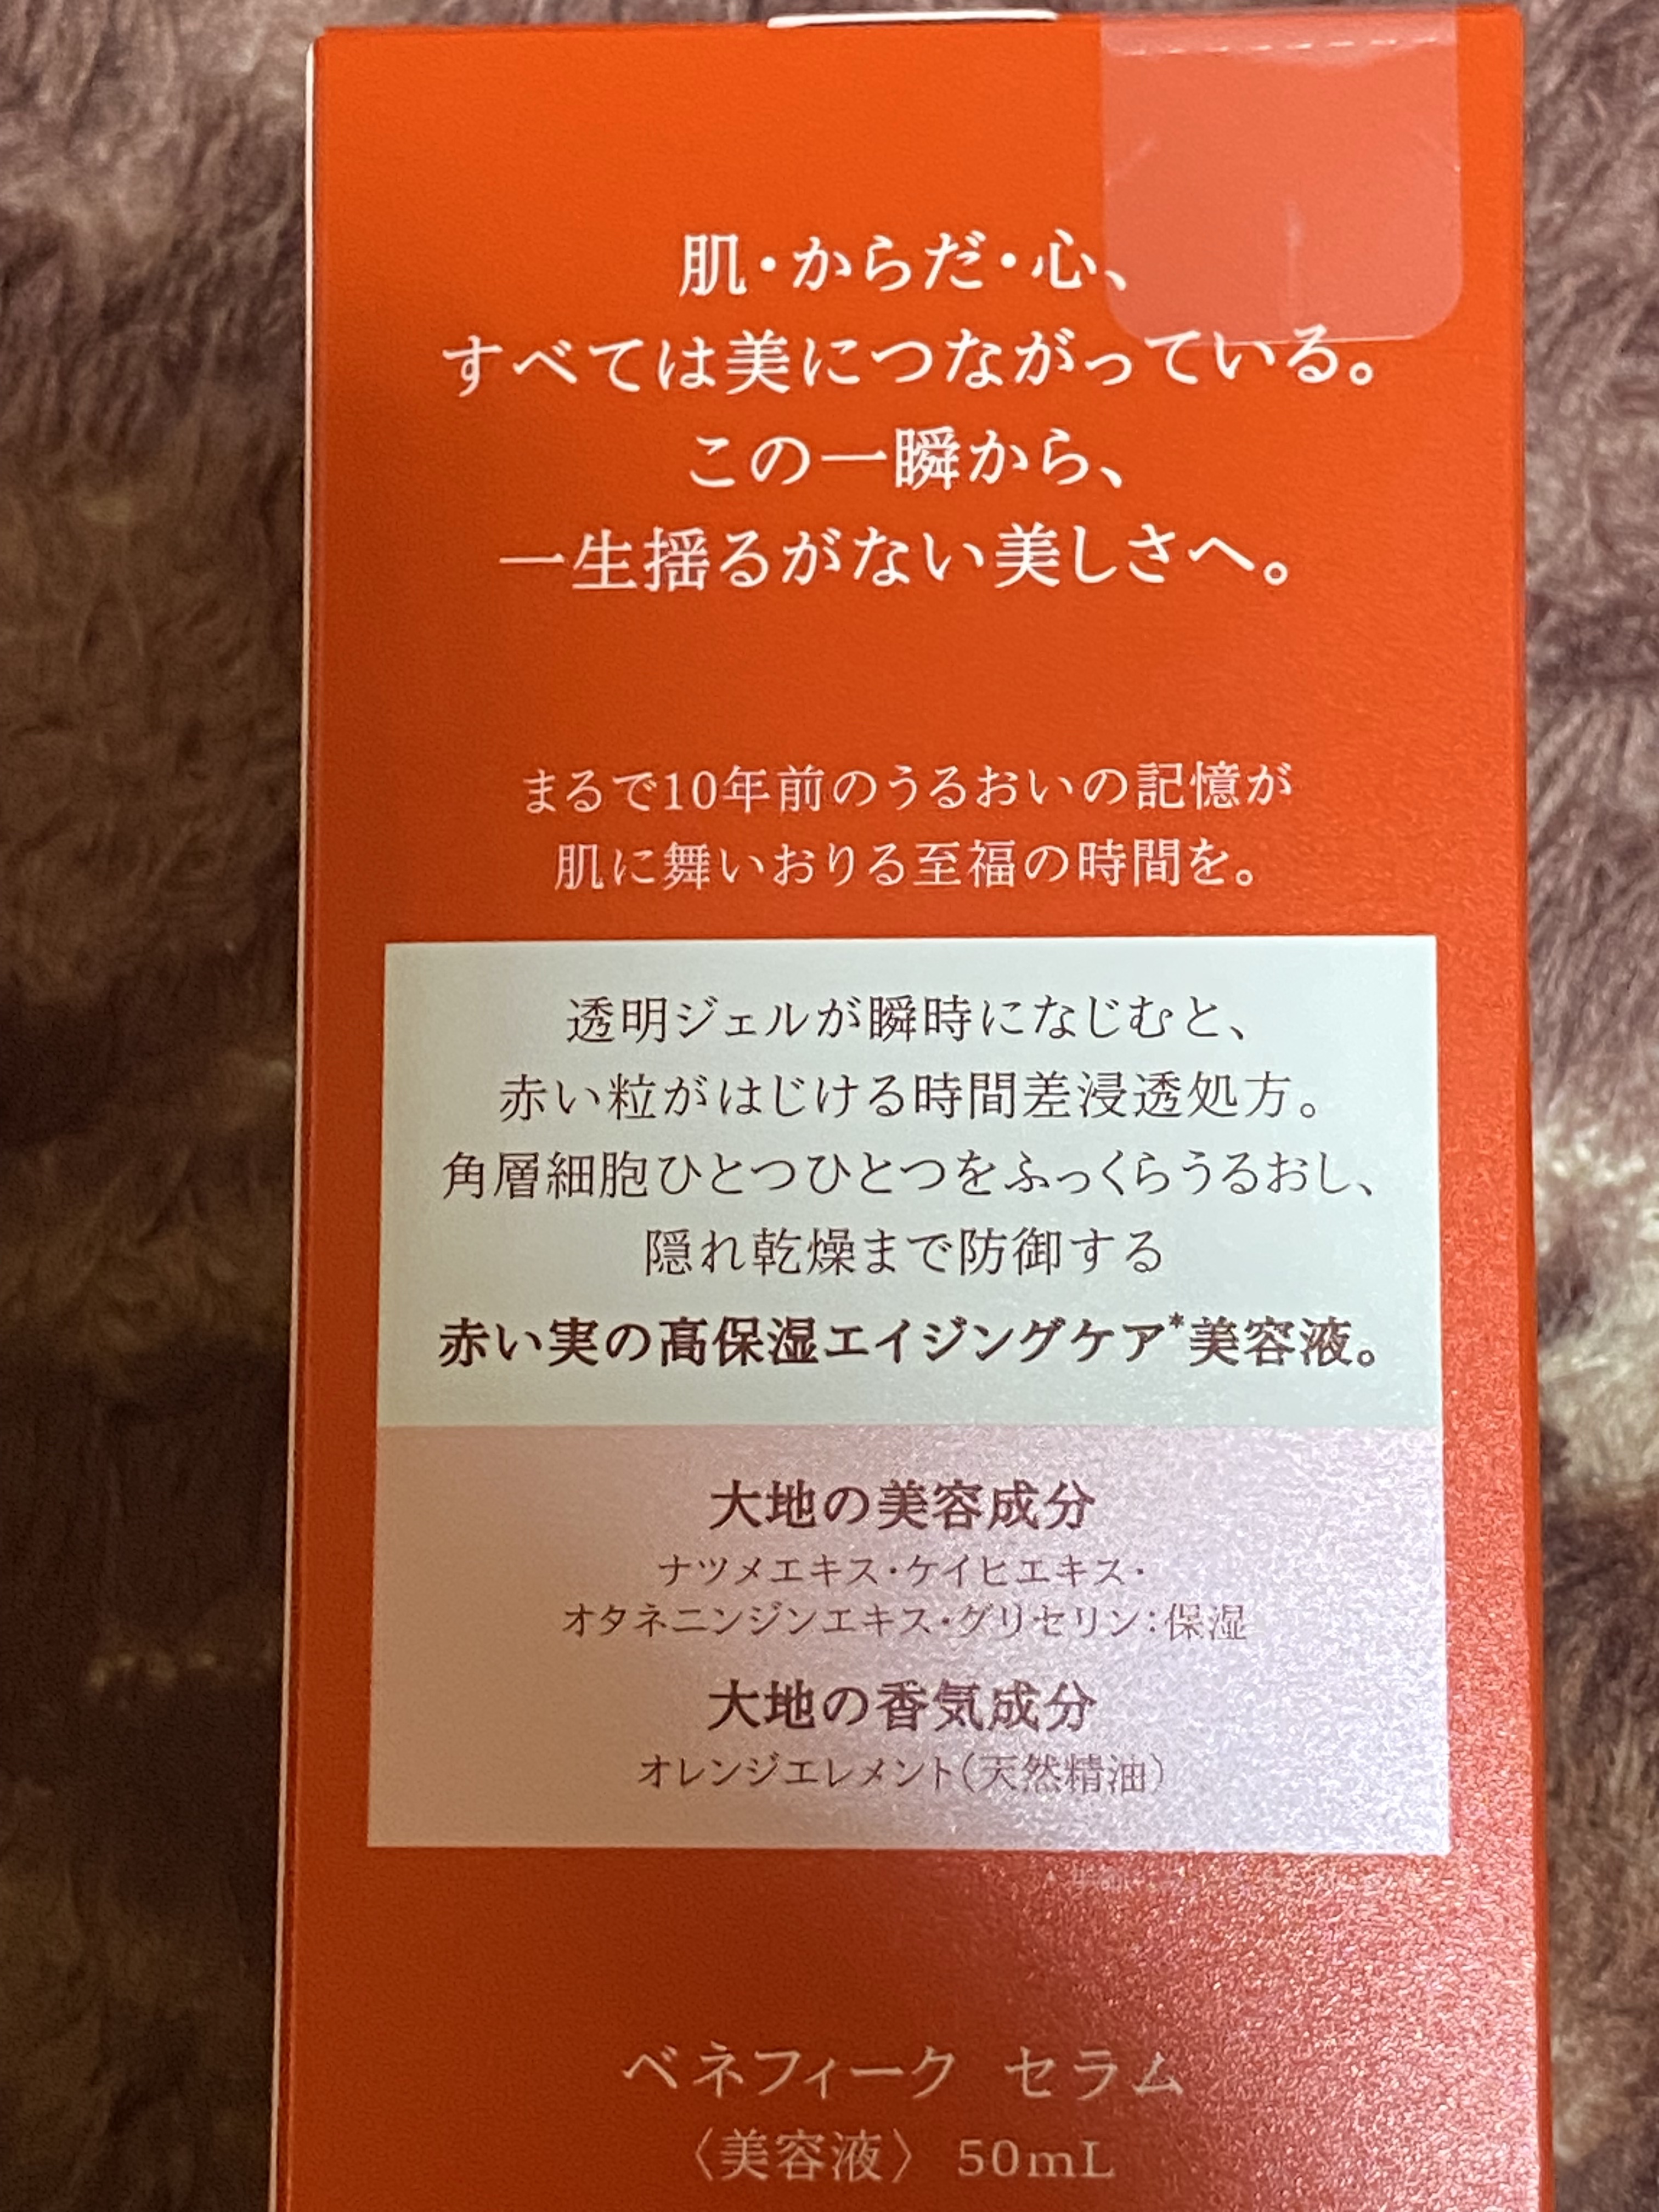 肌・からだ・心、
すべては美につながっている。
この一瞬から、
一生揺るがない美しさへ。
まるで10年前のうるおいの記憶が
肌に舞いおりる至福の時間を。
透明ジェルが瞬時になじむと、
赤い粒がはじける時間差浸透処方。
角層細胞ひとつひとつをふっくらうるおし、
隠れ乾燥まで防御する
赤い実の高保湿エイジングケア*美容液。
大地の美容成分
ナツメエキス・ケイヒエキス・
オタネニンジンエキス・グリセリン：保湿
大地の香気成分
オレンジエレメント（天然精油）
ベネフィーク セラム
〈美容液〉 50mL